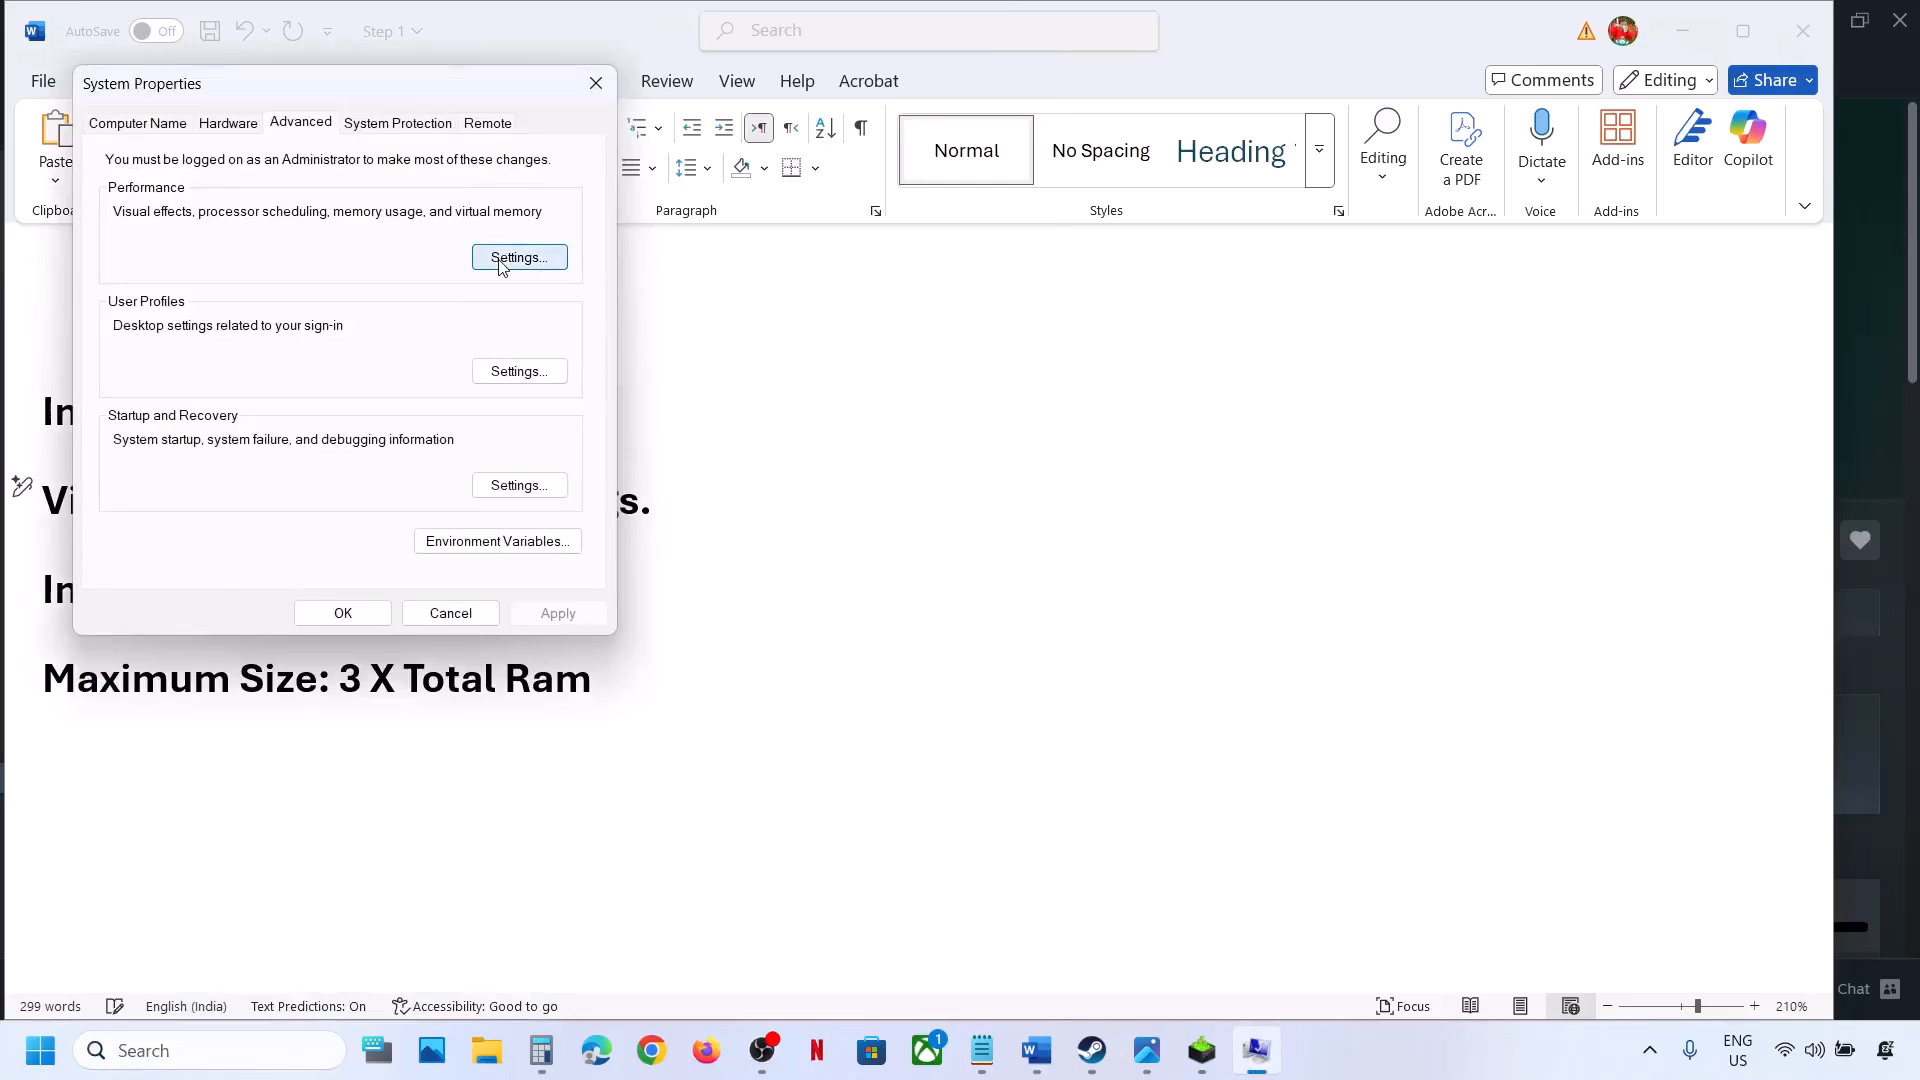 AutoSave Off Step 1 Search
File Review View Help Acrobat Comments Editing Share
System Properties
Computer Name Hardware Advanced System Protection Remote
You must be logged on as an Administrator to make most of these changes.
Performance
Visual effects, processor scheduling, memory usage, and virtual memory
Settings...
User Profiles
Desktop settings related to your sign-in
Settings...
Startup and Recovery
System startup, system failure, and debugging information
Settings...
Environment Variables...
OK Cancel Apply
Paste
Normal No Spacing Heading
Editing Create a PDF Dictate Add-ins Editor Copilot
Paragraph Styles Adobe Acr... Voice Add-ins
In
Vi
gs.
In
Maximum Size: 3 X Total Ram
Chat
299 words English (India) Text Predictions: On Accessibility: Good to go Focus 210%
Search
1
ENG
US